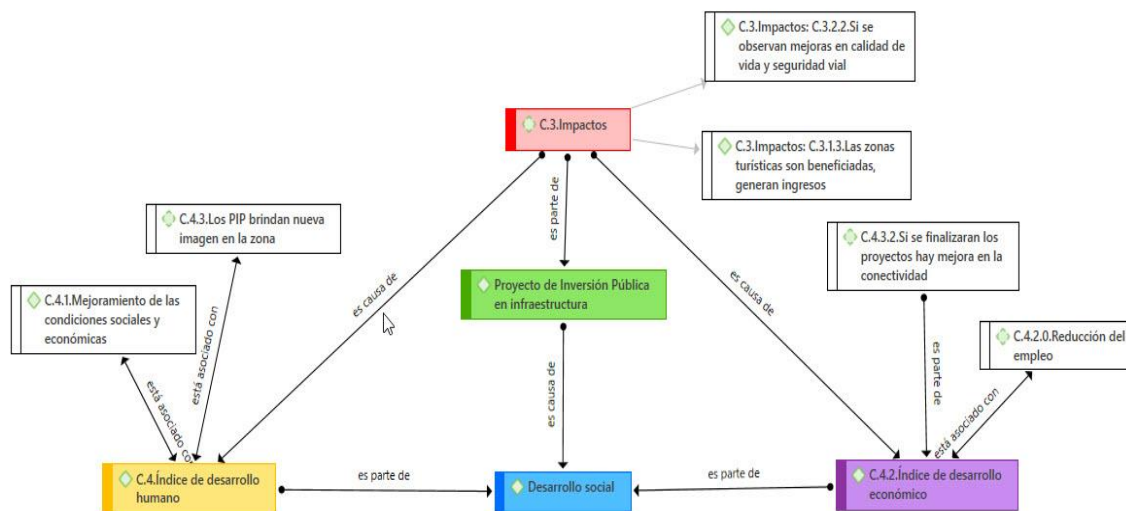 C.3.Impactos: C.3.2.2.Si se
observan mejoras en calidad de
vida y seguridad vial
C.3.Impactos
C.3.Impactos: C.3.1.3.Las zonas
turísticas son beneficiadas,
generan ingresos
es parte de
C.4.3.Los PIP brindan nueva
imagen en la zona
C.4.3.2.Si se finalizaran los
proyectos hay mejora en la
conectividad
es causa de
es causa de
Proyecto de Inversión Pública
en infraestructura
C.4.1.Mejoramiento de las
condiciones sociales y
económicas
está asociado con
C.4.2.0.Reducción del
empleo
es causa de
es parte de
está asociado co
está asociado con
C.4.Índice de desarrollo
humano
es parte de
Desarrollo social
es parte de
C.4.2.Índice de desarrollo
económico